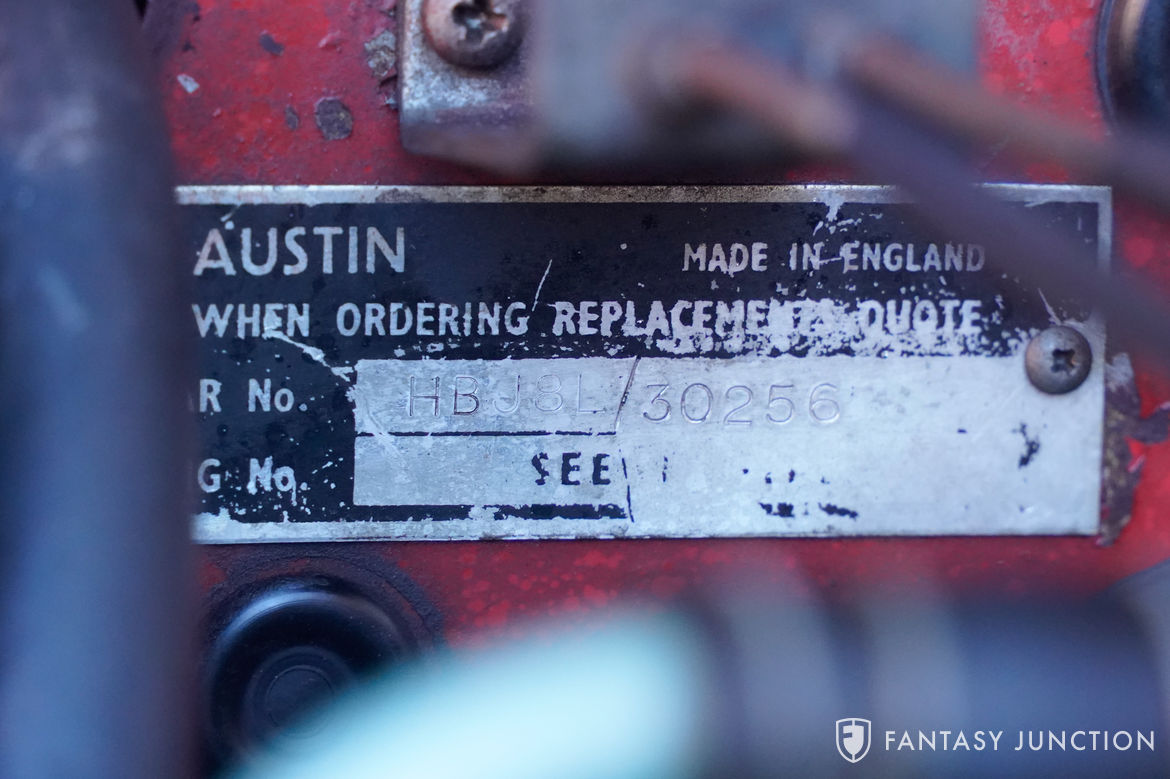 AUSTIN MADE IN ENGLAND
WHEN ORDERING REPLACEMENTS QUOTE
R No. HBJ8L/30256
G No. SEE
FANTASY JUNCTION